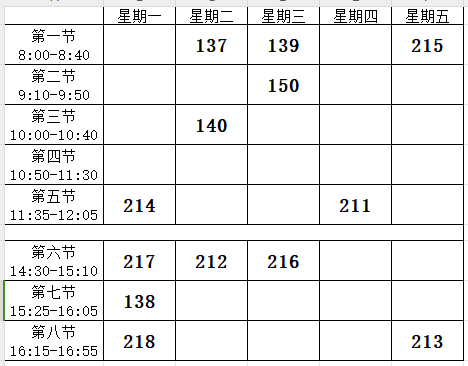 星期一 星期二 星期三 星期四 星期五
第一节 137 139 215
8:00-8:40
第二节 150
9:10-9:50
第三节 140
10:00-10:40
第四节
10:50-11:30
第五节 214 211
11:35-12:05
第六节 217 212 216
14:30-15:10
第七节 138
15:25-16:05
第八节 218 213
16:15-16:55